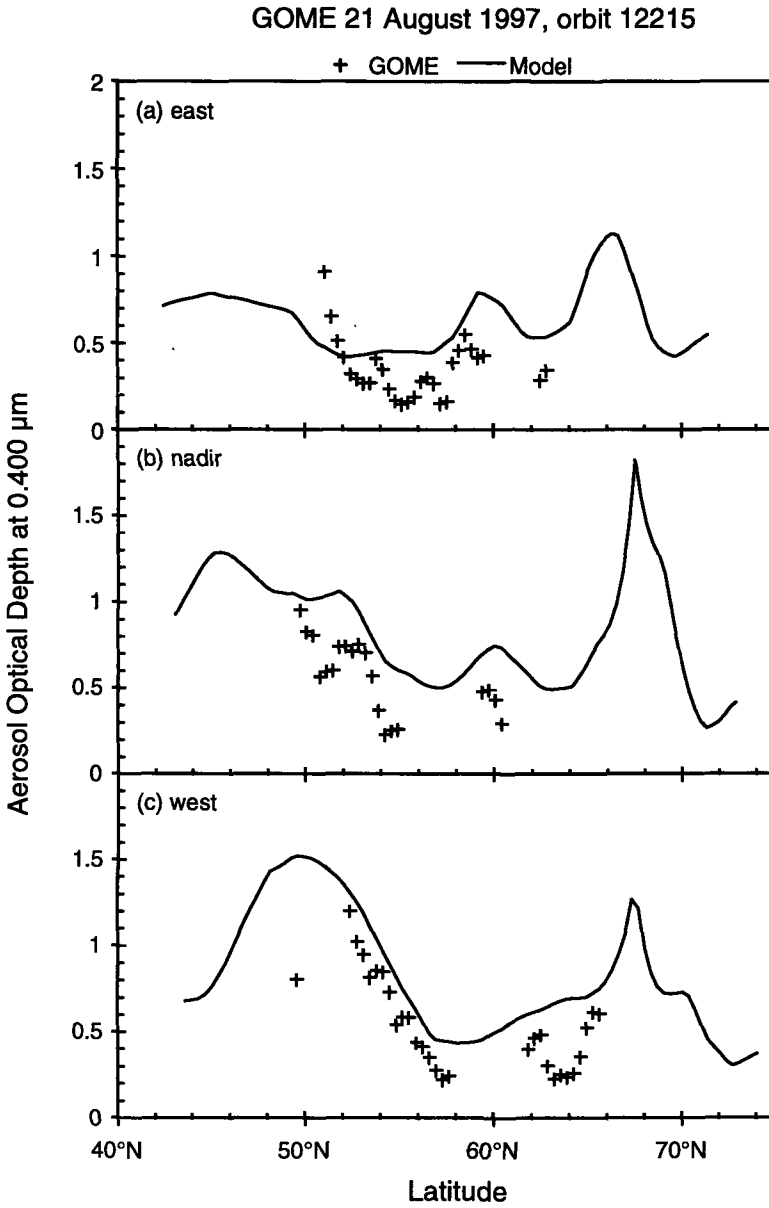 GOME 21 August 1997, orbit 12215
+ GOME — Model
2
(a) east
1.5
1
0.5
0
(b) nadir
1.5
1
0.5
0
(c) west
1.5
1
0.5
0
40°N 50°N 60°N 70°N
Latitude
Aerosol Optical Depth at 0.400 µm